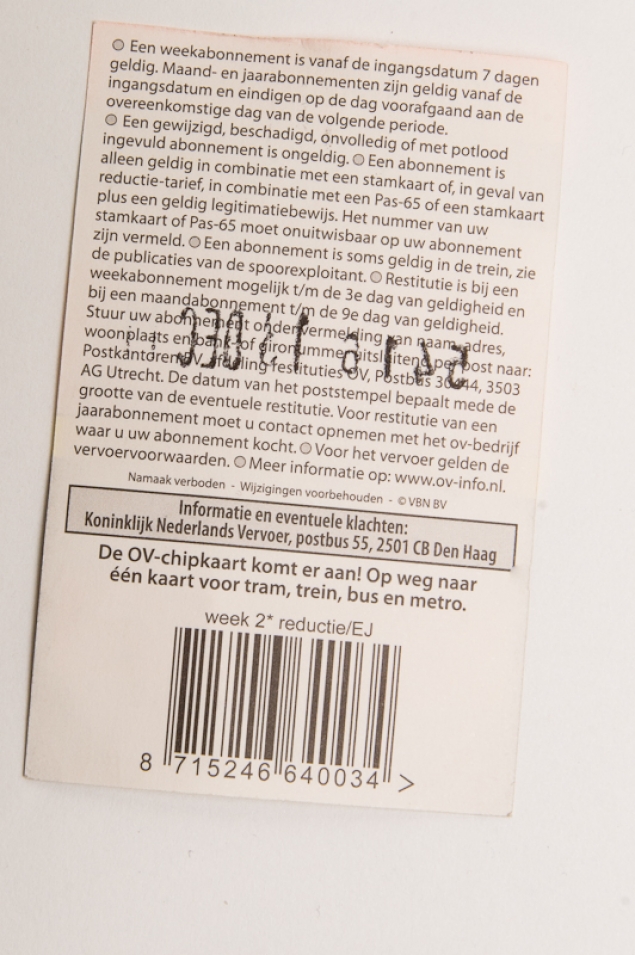 Een weekabonnement is vanaf de ingangsdatum 7 dagen
geldig. Maand- en jaarabonnementen zijn geldig vanaf de
ingangsdatum en eindigen op de dag voorafgaand aan de
overeenkomstige dag van de volgende periode.
Een gewijzigd, beschadigd, onvolledig of met potlood
ingevuld abonnement is ongeldig. Een abonnement is
alleen geldig in combinatie met een stamkaart of, in geval van
reductie-tarief, in combinatie met een Pas-65 of een stamkaart
plus een geldig legitimatiebewijs. Het nummer van uw
stamkaart of Pas-65 moet onuitwisbaar op uw abonnement
zijn vermeld. Een abonnement is soms geldig in de trein, zie
de publicaties van de spoorexploitant. Restitutie is bij een
weekabonnement mogelijk t/m de 3e dag van geldigheid en
bij een maandabonnement t/m de 9e dag van geldigheid.
Stuur uw abonnement onder vermelding van naam, adres,
woonplaats en bank- of gironummer uitsluitend per post naar:
Postkantoren BV, afdeling restituties OV, Postbus 30444, 3503
AG Utrecht. De datum van het poststempel bepaalt mede de
grootte van de eventuele restitutie. Voor restitutie van een
jaarabonnement moet u contact opnemen met het ov-bedrijf
waar u uw abonnement kocht. Voor het vervoer gelden de
vervoervoorwaarden. Meer informatie op: www.ov-info.nl.
Namaak verboden - Wijzigingen voorbehouden - © VBN BV
Informatie en eventuele klachten:
Koninklijk Nederlands Vervoer, postbus 55, 2501 CB Den Haag
De OV-chipkaart komt er aan! Op weg naar
één kaart voor tram, trein, bus en metro.
week 2* reductie/EJ
8 715246 640034 >